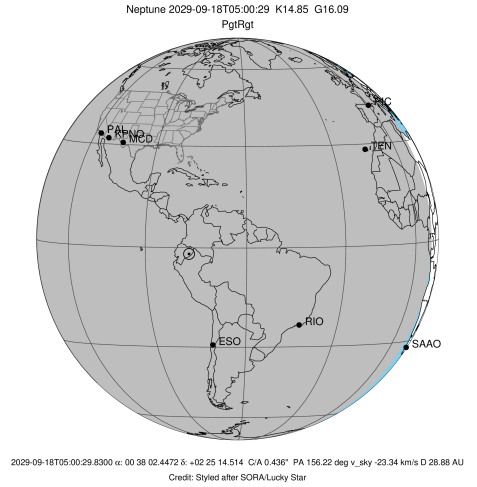 Neptune 2029-09-18T05:00:29  K14.85  G16.09
PgtRgt
PIC
PAL
KPNO
MCD
TEN
RIO
ESO
SAAO
2029-09-18T05:00:29.8300 α: 00 38 02.4472 δ: +02 25 14.514  C/A 0.436"  PA 156.22 deg v_sky -23.34 km/s D 28.88 AU
Credit: Styled after SORA/Lucky Star